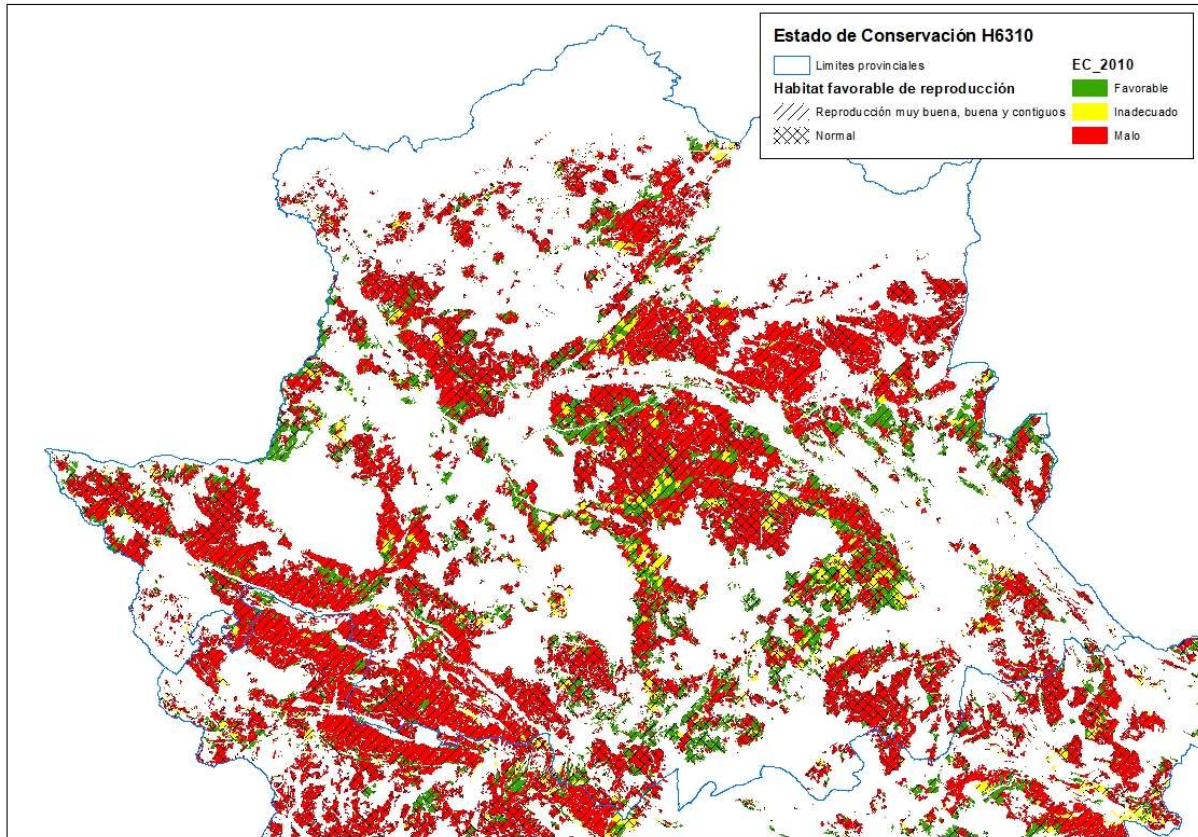 Estado de Conservación H6310
Limites provinciales
Habitat favorable de reproducción
Reproducción muy buena, buena y contiguos
Normal
EC_2010
Favorable
Inadecuado
Malo